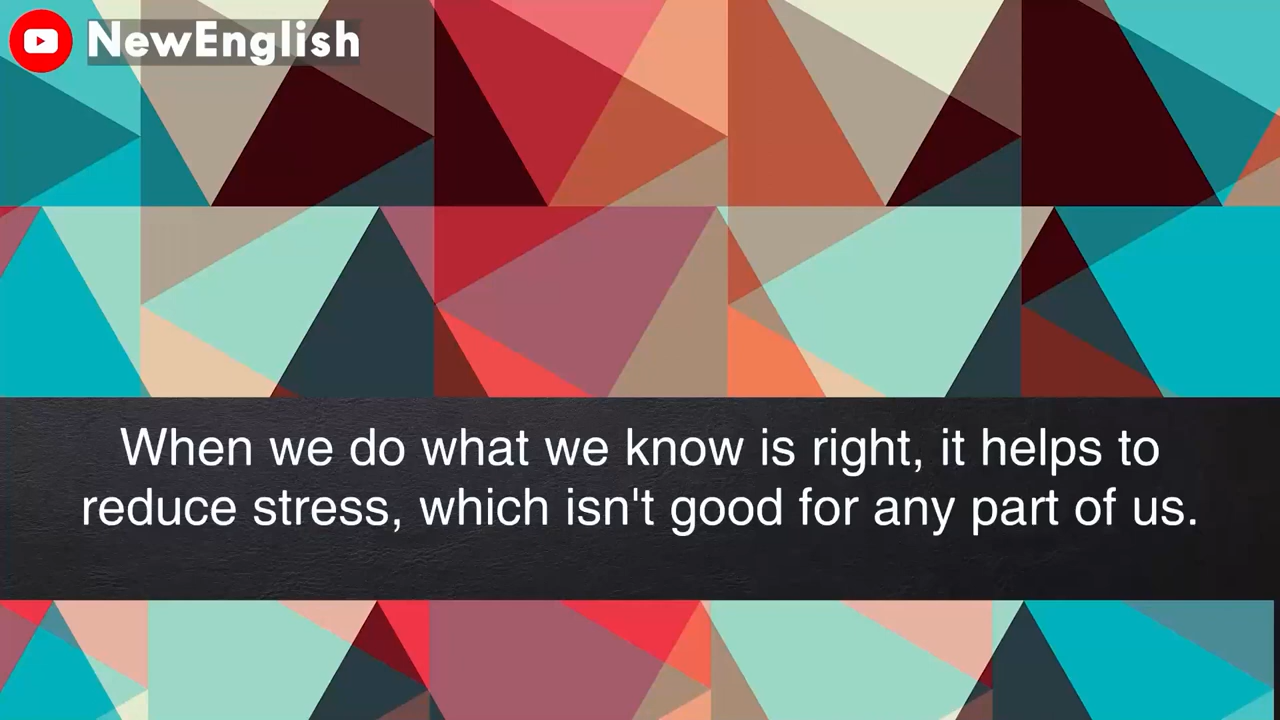 NewEnglish
When we do what we know is right, it helps to
reduce stress, which isn't good for any part of us.